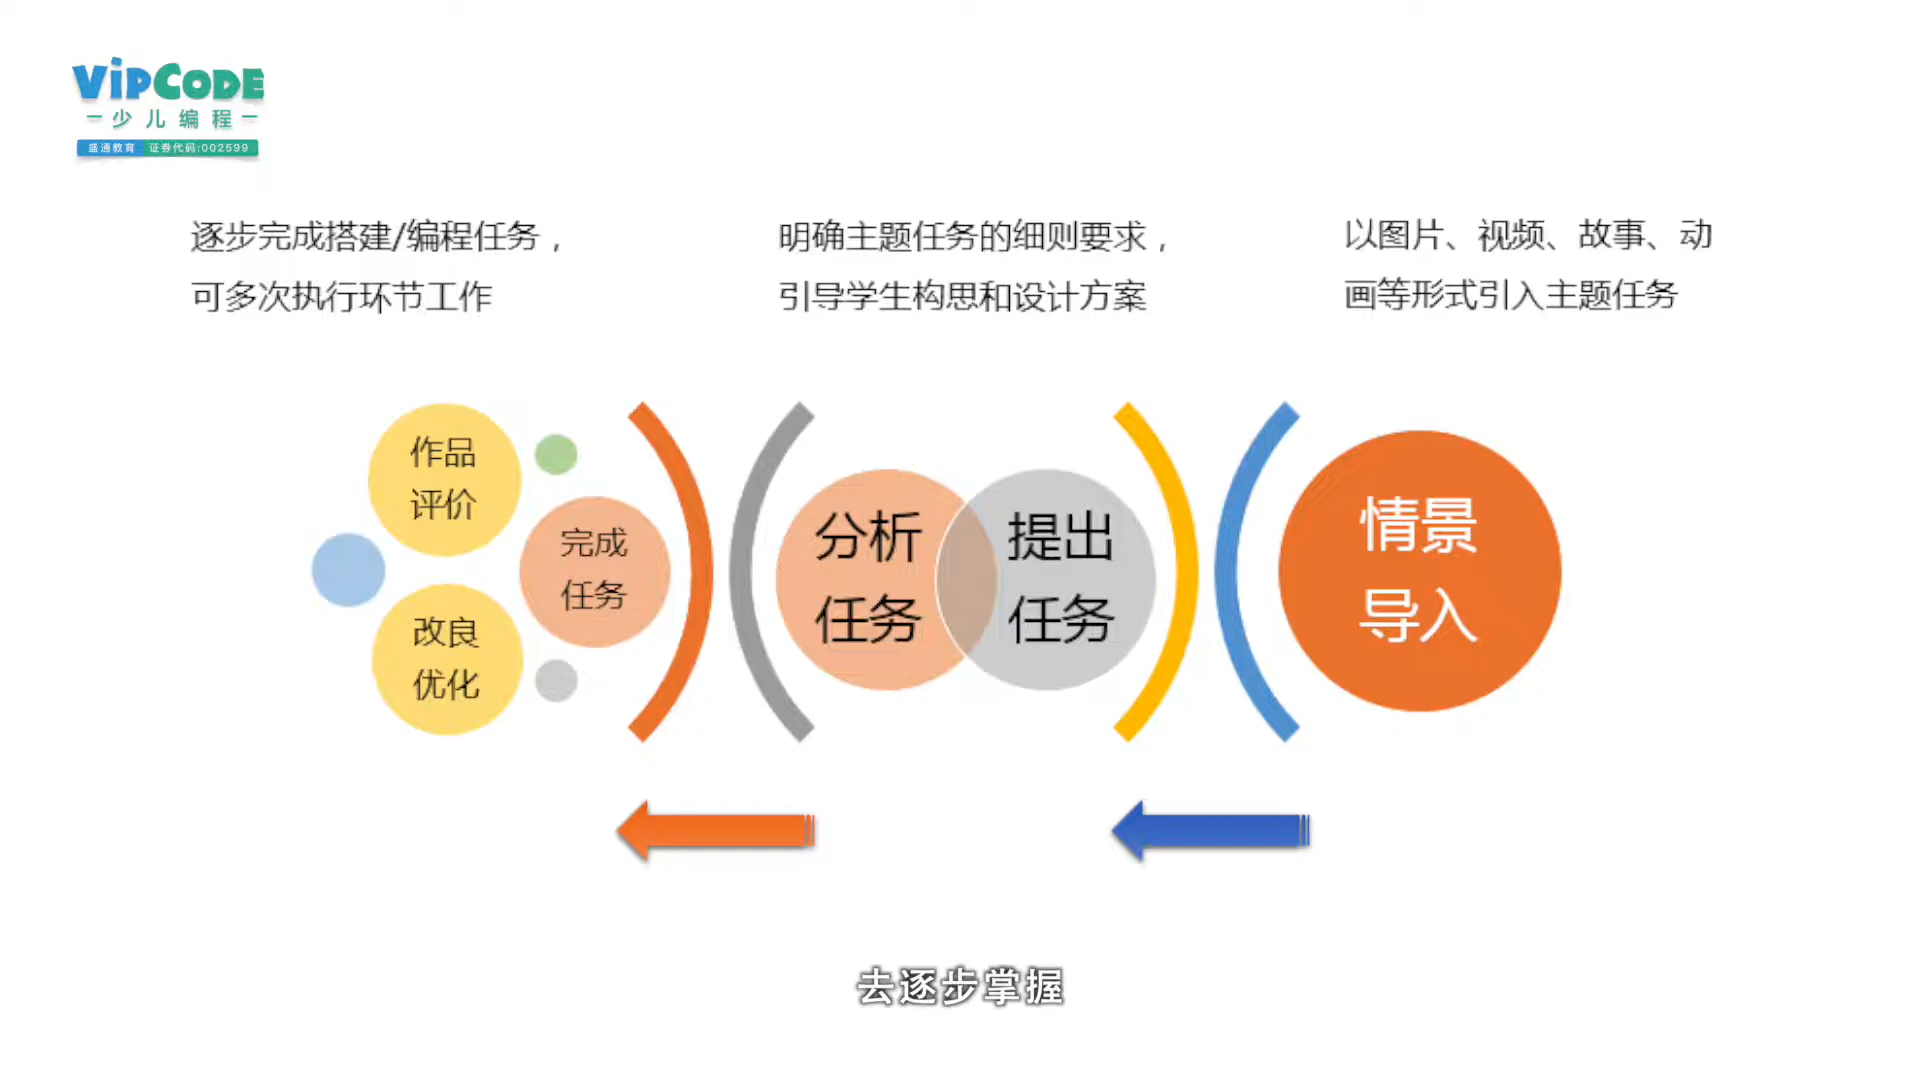 ViPCODE
少儿编程
盛通教育 证券代码:002599
逐步完成搭建/编程任务，
可多次执行环节工作
明确主题任务的细则要求，
引导学生构思和设计方案
以图片、视频、故事、动
画等形式引入主题任务
作品
评价
完成
任务
改良
优化
分析
任务
提出
任务
情景
导入
去逐步掌握